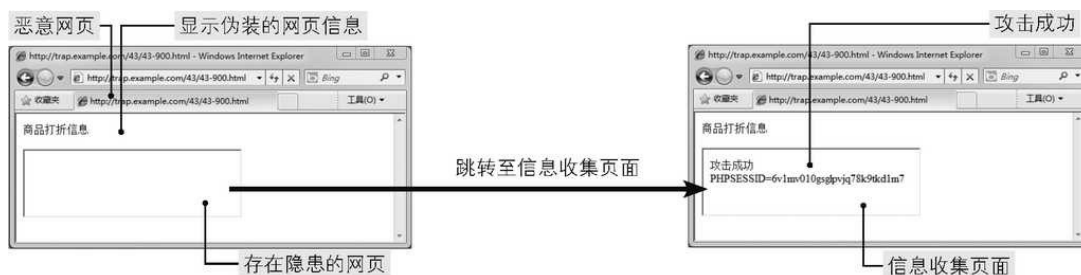 恶意网页
显示伪装的网页信息
攻击成功
http://trap.example.com/43/43-900.html - Windows Internet Explorer
http://trap.example.com/43/43-900.html
Bing
收藏夹
http://trap.example.com/43/43-900.html
工具(O)
商品打折信息
跳转至信息收集页面
存在隐患的网页
http://trap.example.com/43/43-900.html - Windows Internet Explorer
http://trap.example.com/43/43-900.html
Bing
收藏夹
http://trap.example.com/43/43-900.html
工具(O)
商品打折信息
攻击成功
PHPSESSID=6v1mv010gsglpvjq78k9tkd1m7
信息收集页面